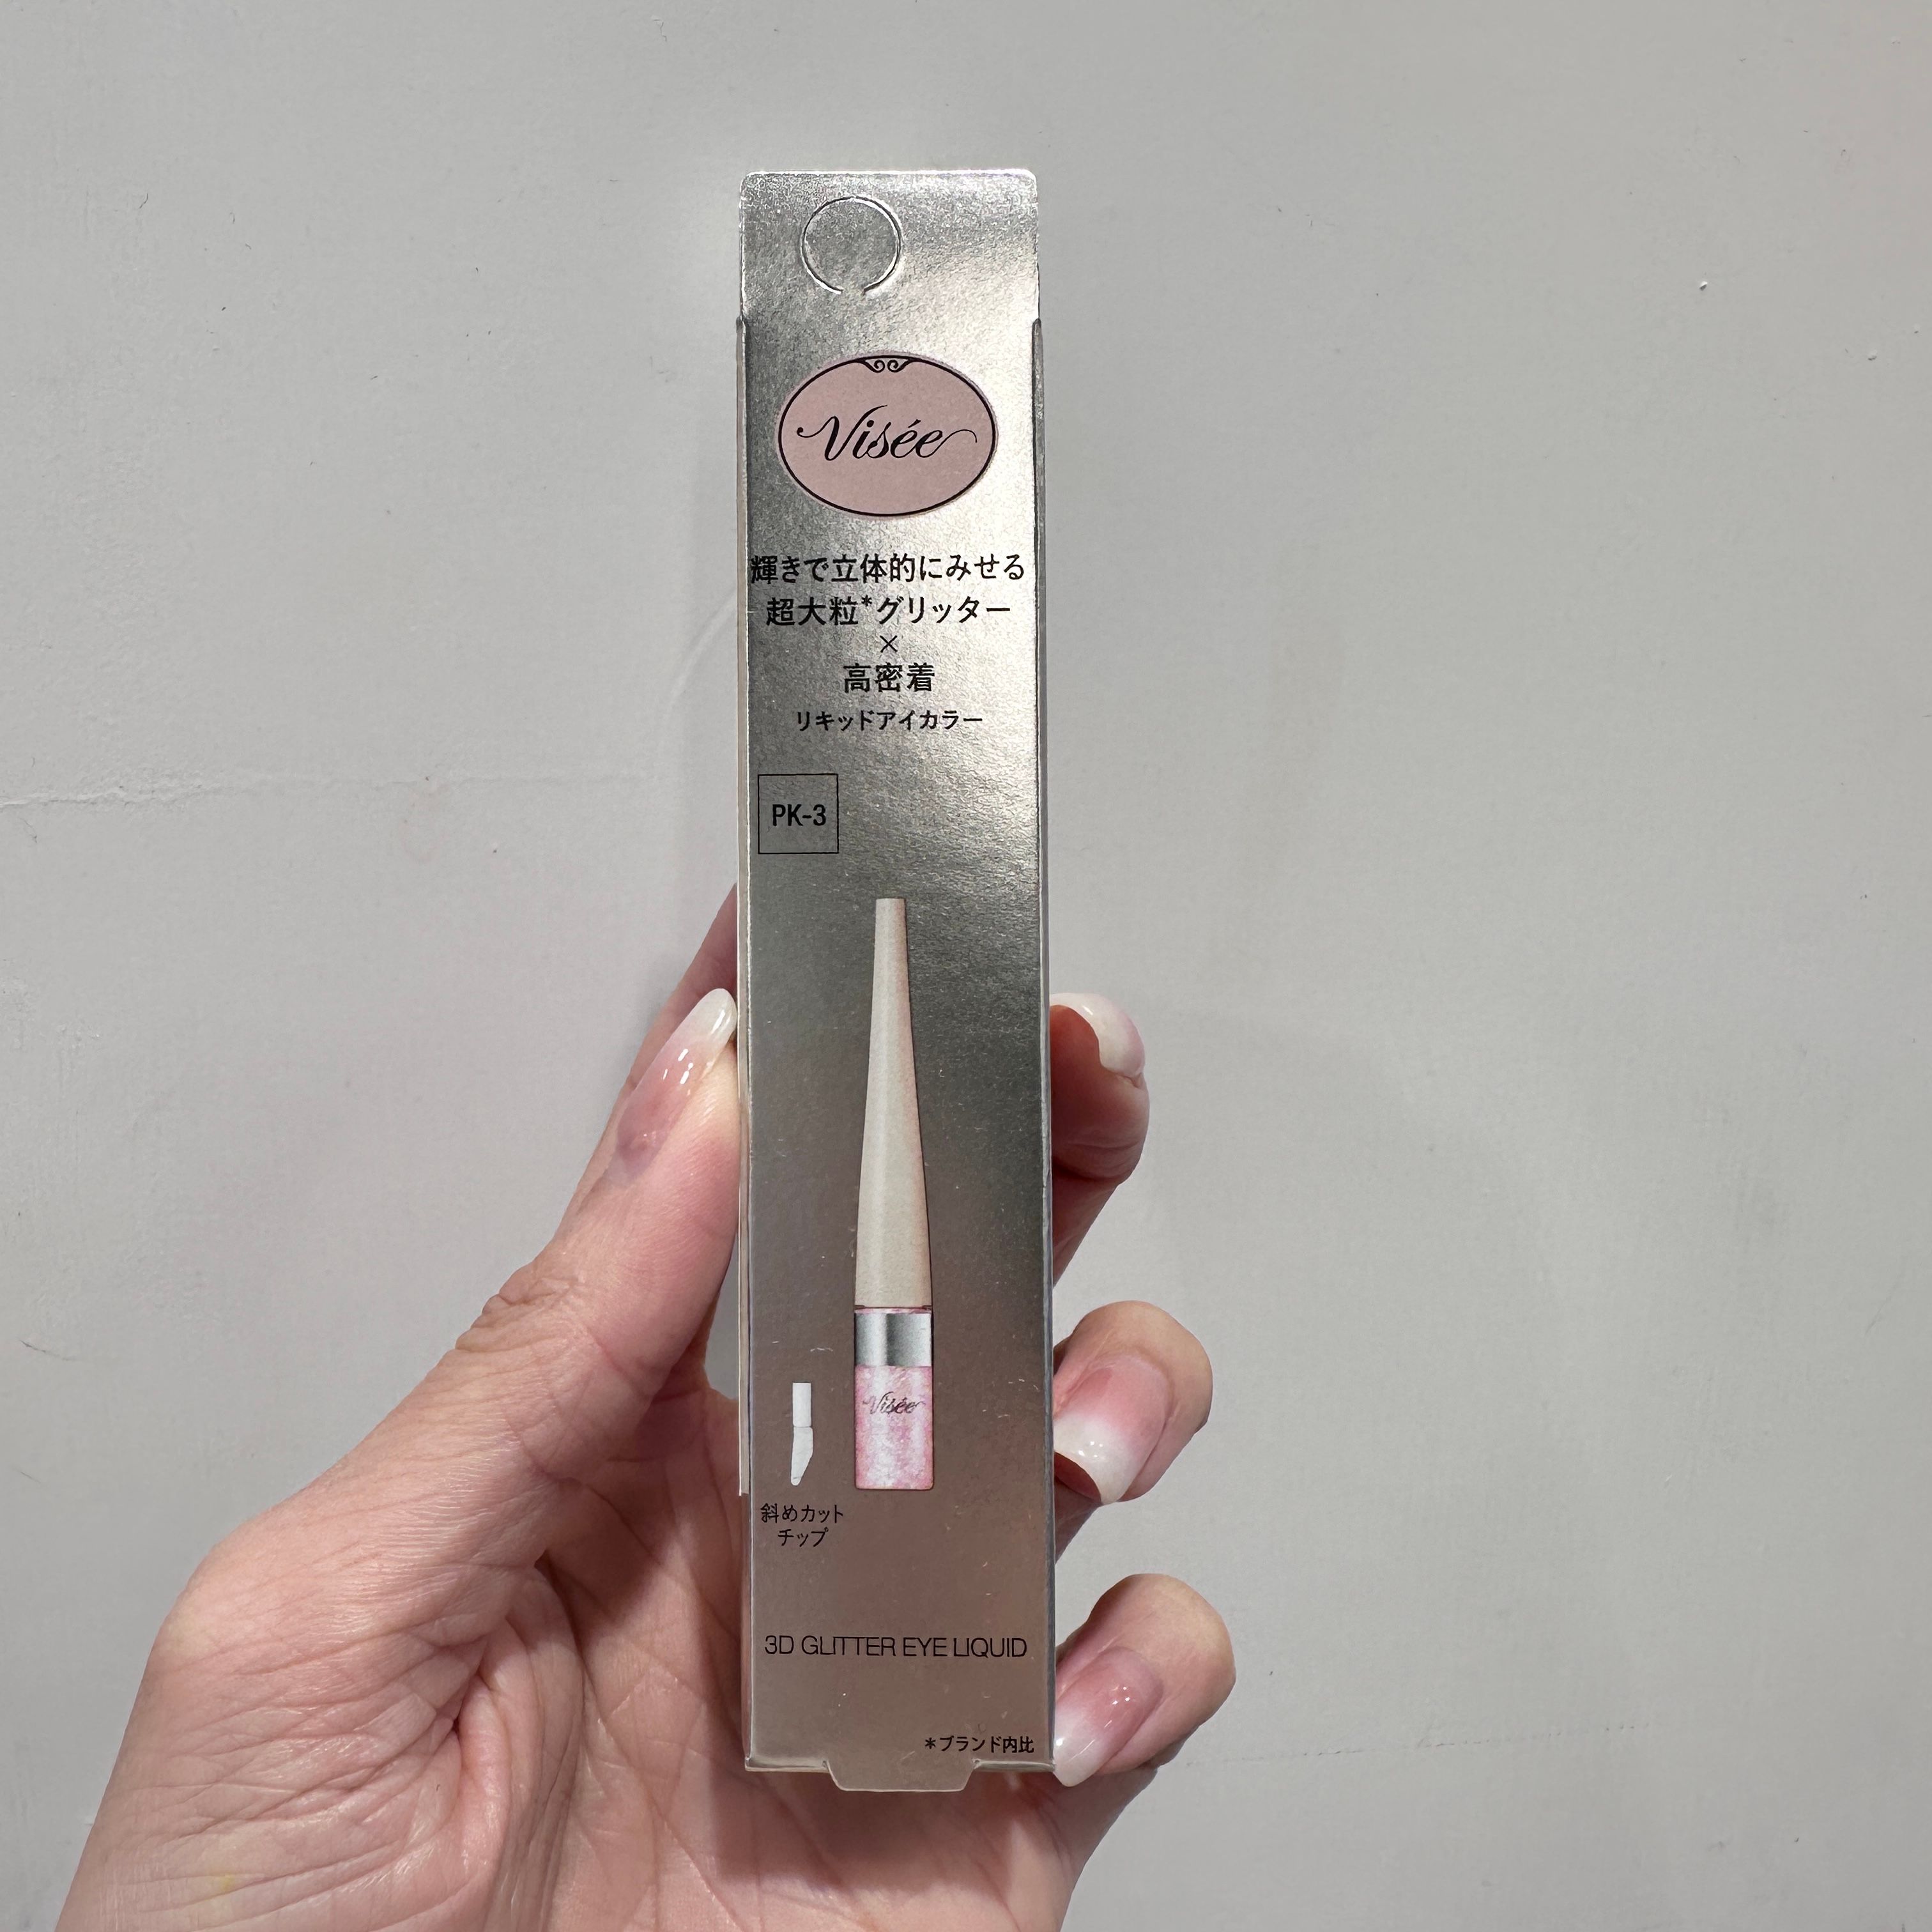 Visée
輝きで立体的にみせる
超大粒*グリッター
×
高密着
リキッドアイカラー
PK-3
Visée
斜めカット
チップ
3D GLITTER EYE LIQUID
*ブランド内比